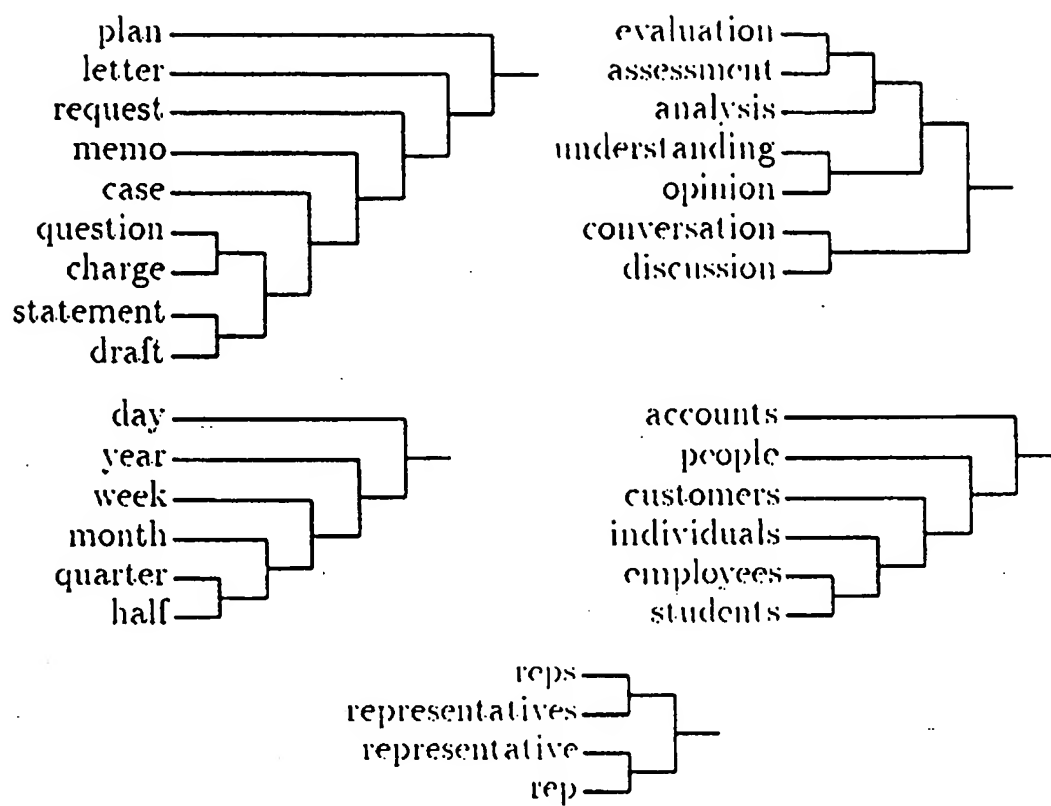 plan
letter
request
memo
case
question
charge
statement
draft
evaluation
assessment
analysis
understanding
opinion
conversation
discussion
day
year
week
month
quarter
half
accounts
people
customers
individuals
employees
students
reps
representatives
representative
rep